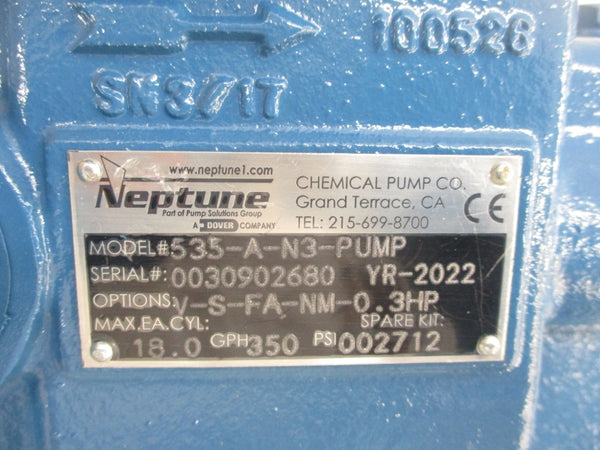 100526
SN3/1T
www.neptune1.com
Neptune
Part of Pump Solutions Group
A DOVER COMPANY
CHEMICAL PUMP CO.
Grand Terrace, CA
TEL: 215-699-8700
CE
MODEL#535-A-N3-PUMP
SERIAL#: 0030902680 YR-2022
OPTIONS: V-S-FA-NM-0.3HP
MAX.EA.CYL: SPARE KIT:
18.0 GPH 350 PSI 002712